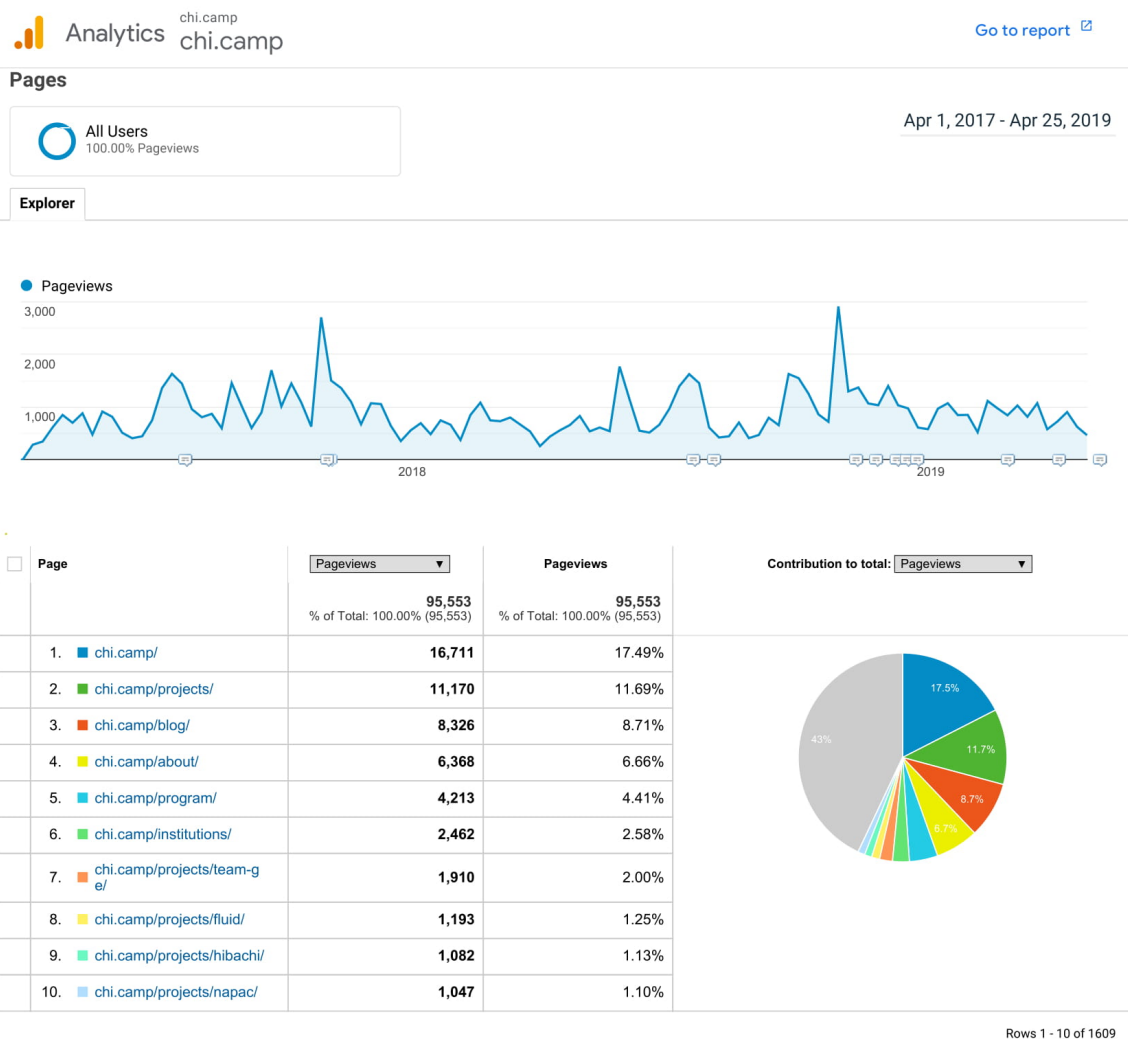 chi.camp
Analytics chi.camp
Go to report
Pages
All Users
100.00% Pageviews
Apr 1, 2017 - Apr 25, 2019
Explorer
Pageviews
3,000
2,000
1,000
2018 2019
Page Pageviews ▼ Pageviews Contribution to total: Pageviews ▼
95,553 95,553
% of Total: 100.00% (95,553) % of Total: 100.00% (95,553)
1. chi.camp/ 16,711 17.49%
2. chi.camp/projects/ 11,170 11.69%
3. chi.camp/blog/ 8,326 8.71%
4. chi.camp/about/ 6,368 6.66%
5. chi.camp/program/ 4,213 4.41%
6. chi.camp/institutions/ 2,462 2.58%
7. chi.camp/projects/team-g
e/ 1,910 2.00%
8. chi.camp/projects/fluid/ 1,193 1.25%
9. chi.camp/projects/hibachi/ 1,082 1.13%
10. chi.camp/projects/napac/ 1,047 1.10%
17.5%
11.7%
8.7%
6.7%
43%
Rows 1 - 10 of 1609